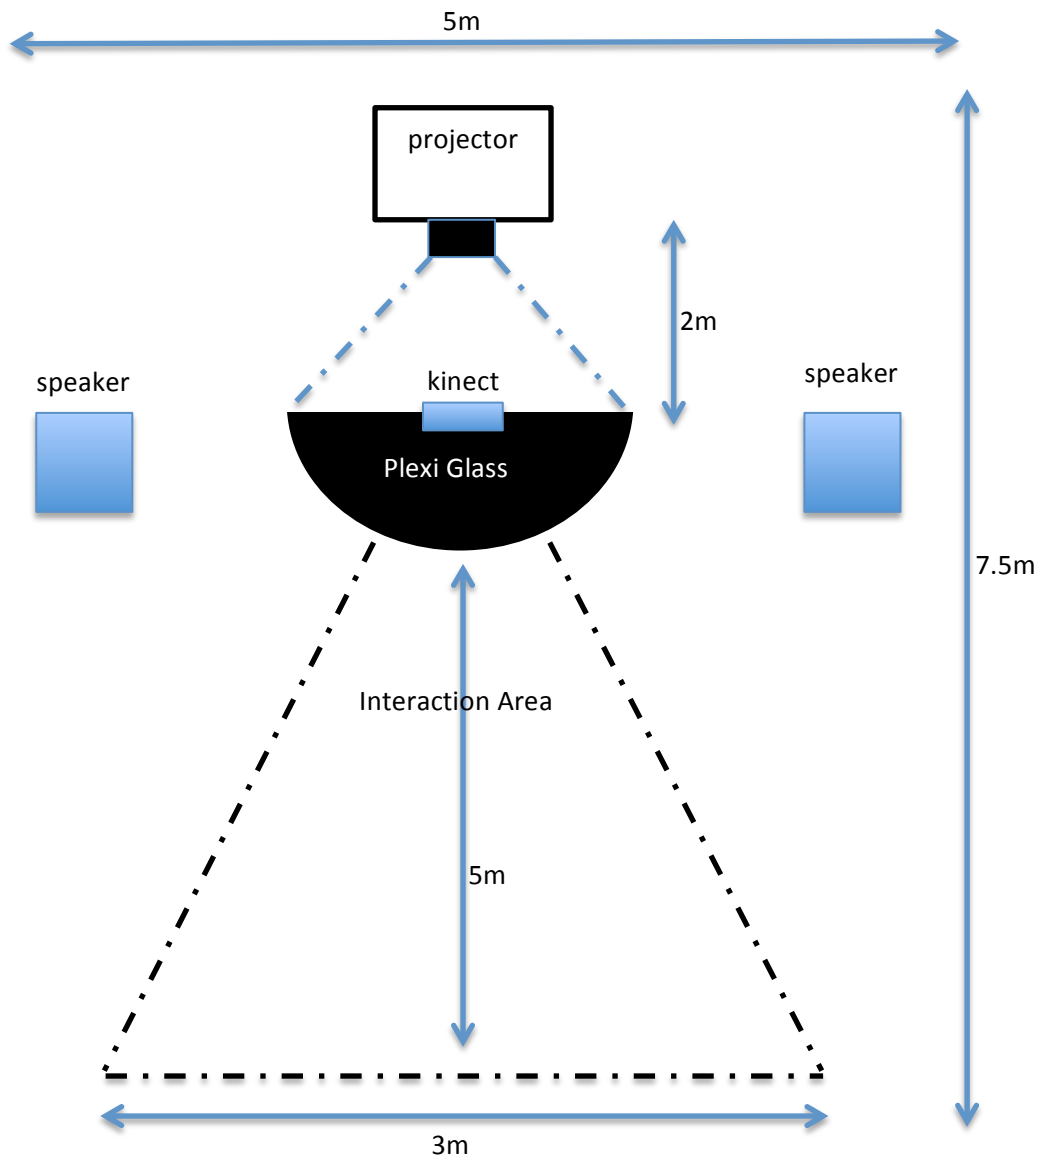 5m
projector
2m
speaker
kinect
speaker
Plexi Glass
7.5m
Interaction Area
5m
3m